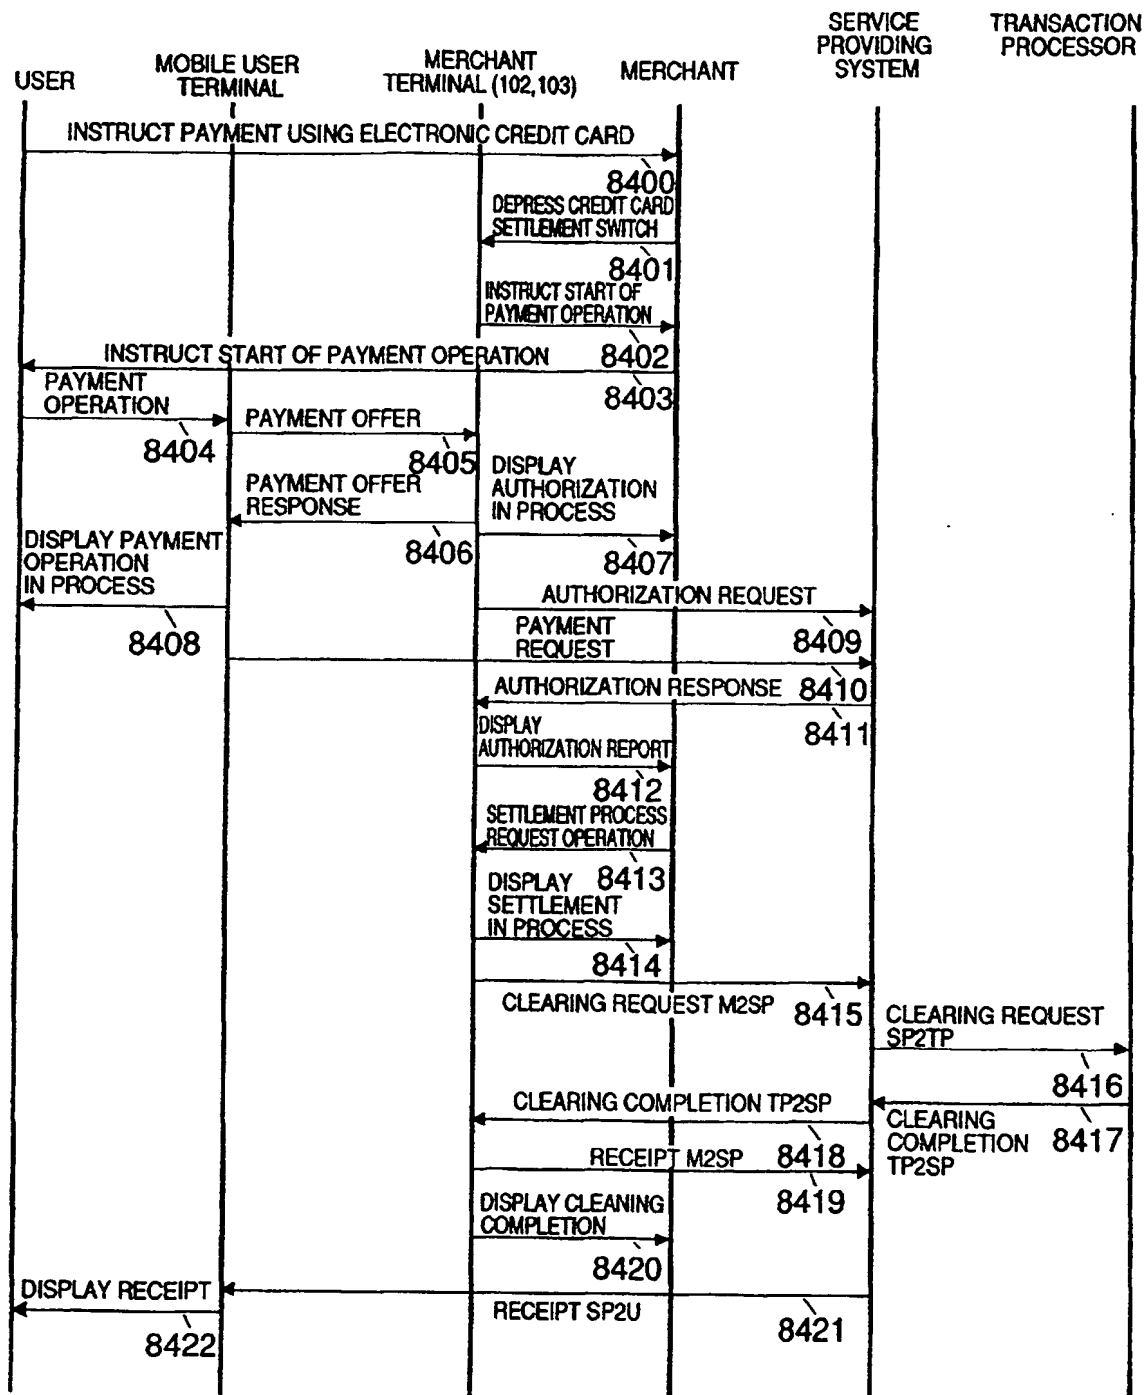 USER
MOBILE USER
TERMINAL
MERCHANT
TERMINAL (102,103)
MERCHANT
SERVICE
PROVIDING
SYSTEM
TRANSACTION
PROCESSOR
INSTRUCT PAYMENT USING ELECTRONIC CREDIT CARD
8400
DEPRESS CREDIT CARD
SETTLEMENT SWITCH
8401
INSTRUCT START OF
PAYMENT OPERATION
8402
INSTRUCT START OF PAYMENT OPERATION
8403
PAYMENT
OPERATION
8404
PAYMENT OFFER
8405
PAYMENT OFFER
RESPONSE
8406
DISPLAY
AUTHORIZATION
IN PROCESS
8407
DISPLAY PAYMENT
OPERATION
IN PROCESS
8408
AUTHORIZATION REQUEST
8409
PAYMENT
REQUEST
8410
AUTHORIZATION RESPONSE
8411
DISPLAY
AUTHORIZATION REPORT
8412
SETTLEMENT PROCESS
REQUEST OPERATION
8413
DISPLAY
SETTLEMENT
IN PROCESS
8414
CLEARING REQUEST M2SP
8415
CLEARING REQUEST
SP2TP
8416
CLEARING
COMPLETION
TP2SP
8417
CLEARING COMPLETION TP2SP
8418
RECEIPT M2SP
8419
DISPLAY CLEANING
COMPLETION
8420
RECEIPT SP2U
8421
DISPLAY RECEIPT
8422